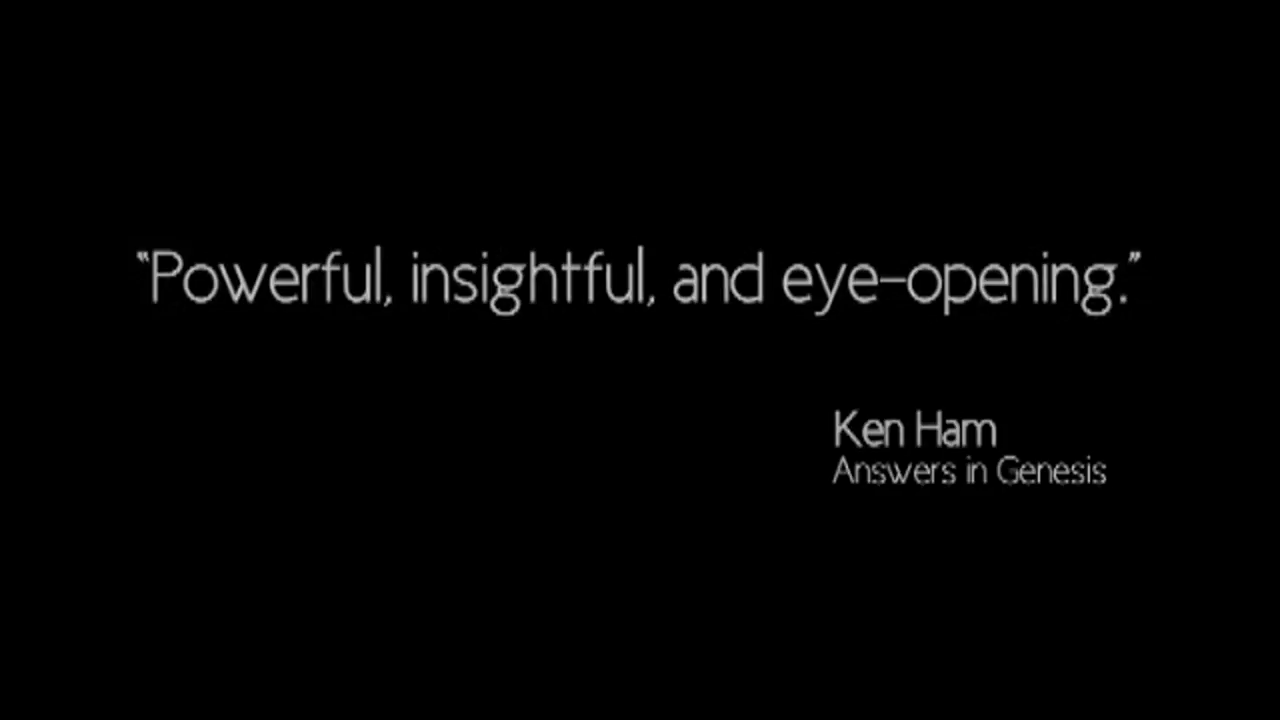 “Powerful, insightful, and eye-opening.”
Ken Ham
Answers in Genesis